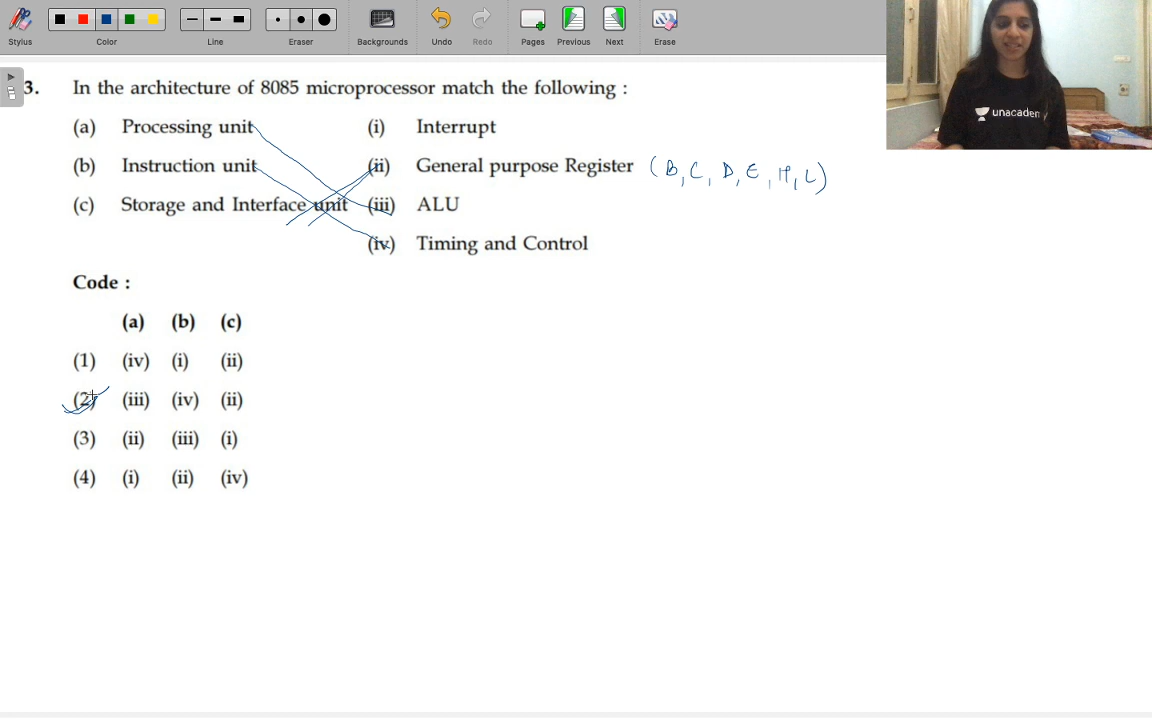 Stylus Color Line Eraser Backgrounds Undo Redo Pages Previous Next Erase
unacademy
3. In the architecture of 8085 microprocessor match the following :
(a) Processing unit (i) Interrupt
(b) Instruction unit (ii) General purpose Register (B, C, D, E, H, L)
(c) Storage and Interface unit (iii) ALU
(iv) Timing and Control
Code :
(a) (b) (c)
(1) (iv) (i) (ii)
(2) (iii) (iv) (ii)
(3) (ii) (iii) (i)
(4) (i) (ii) (iv)